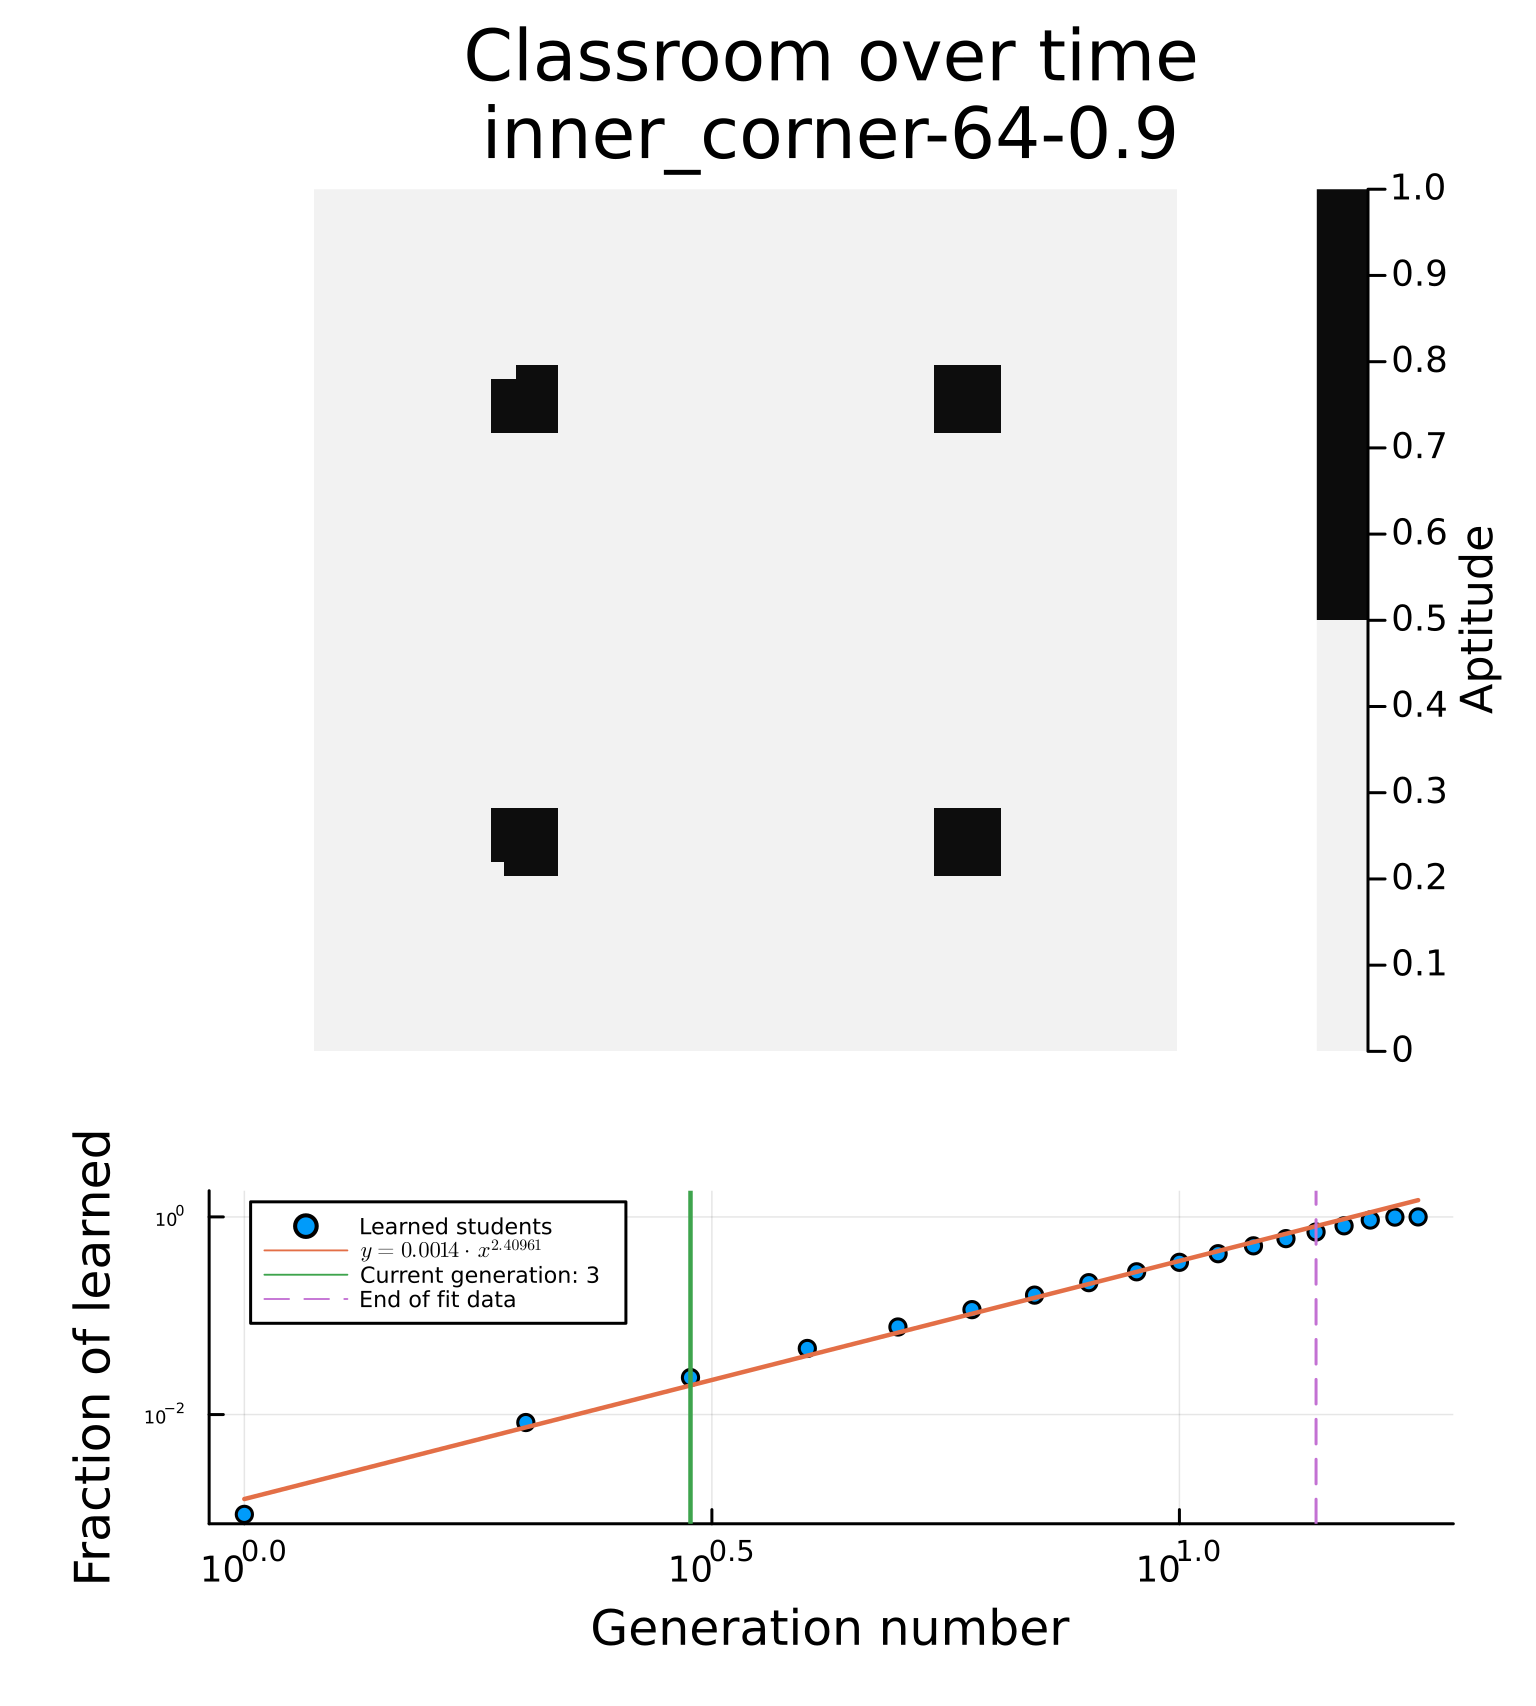 Classroom over time
inner_corner-64-0.9
1.0
0.9
0.8
0.7
0.6
0.5
0.4
0.3
0.2
0.1
0
Aptitude
Fraction of learned
10^0
10^−2
Learned students
y = 0.0014 · x^2.40961
Current generation: 3
End of fit data
10^0.0
10^0.5
10^1.0
Generation number